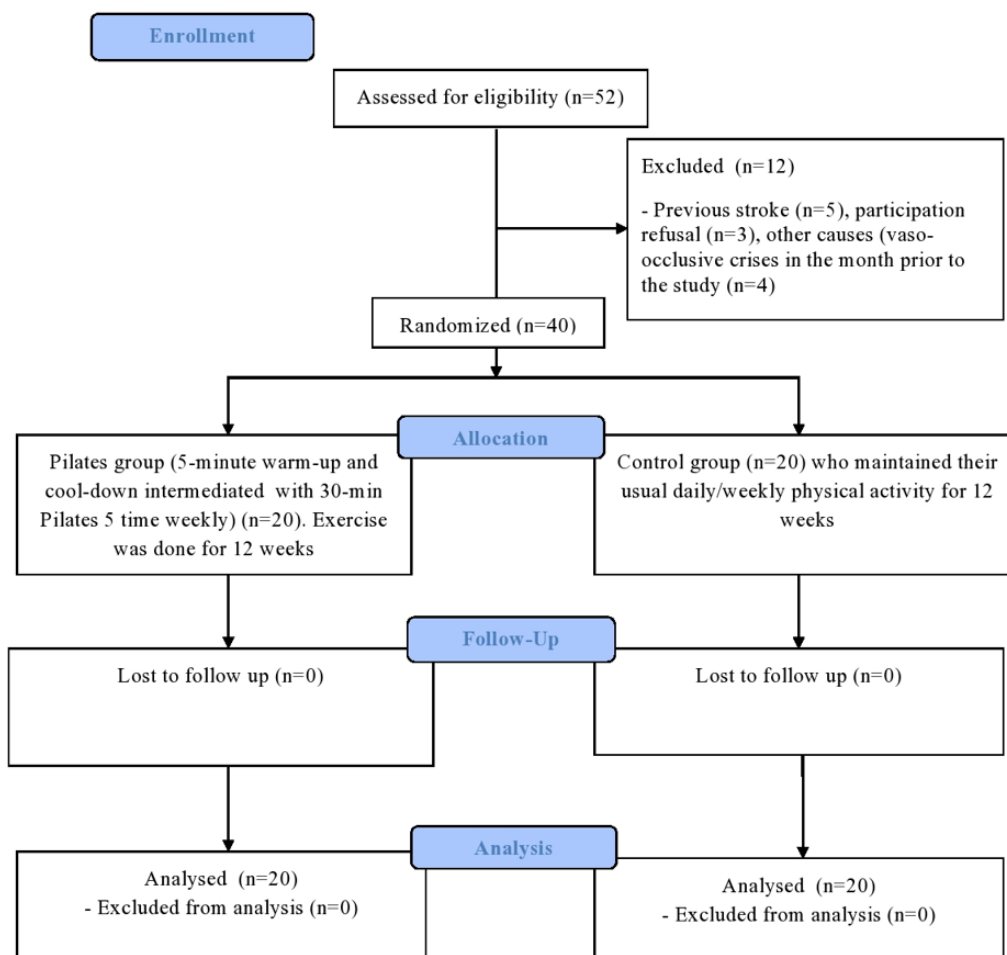 Enrollment
Assessed for eligibility (n=52)
Excluded (n=12)
- Previous stroke (n=5), participation
refusal (n=3), other causes (vaso-
occlusive crises in the month prior to
the study (n=4)
Randomized (n=40)
Allocation
Pilates group (5-minute warm-up and
cool-down intermediated with 30-min
Pilates 5 time weekly) (n=20). Exercise
was done for 12 weeks
Control group (n=20) who maintained their
usual daily/weekly physical activity for 12
weeks
Follow-Up
Lost to follow up (n=0)
Lost to follow up (n=0)
Analysis
Analysed (n=20)
- Excluded from analysis (n=0)
Analysed (n=20)
- Excluded from analysis (n=0)